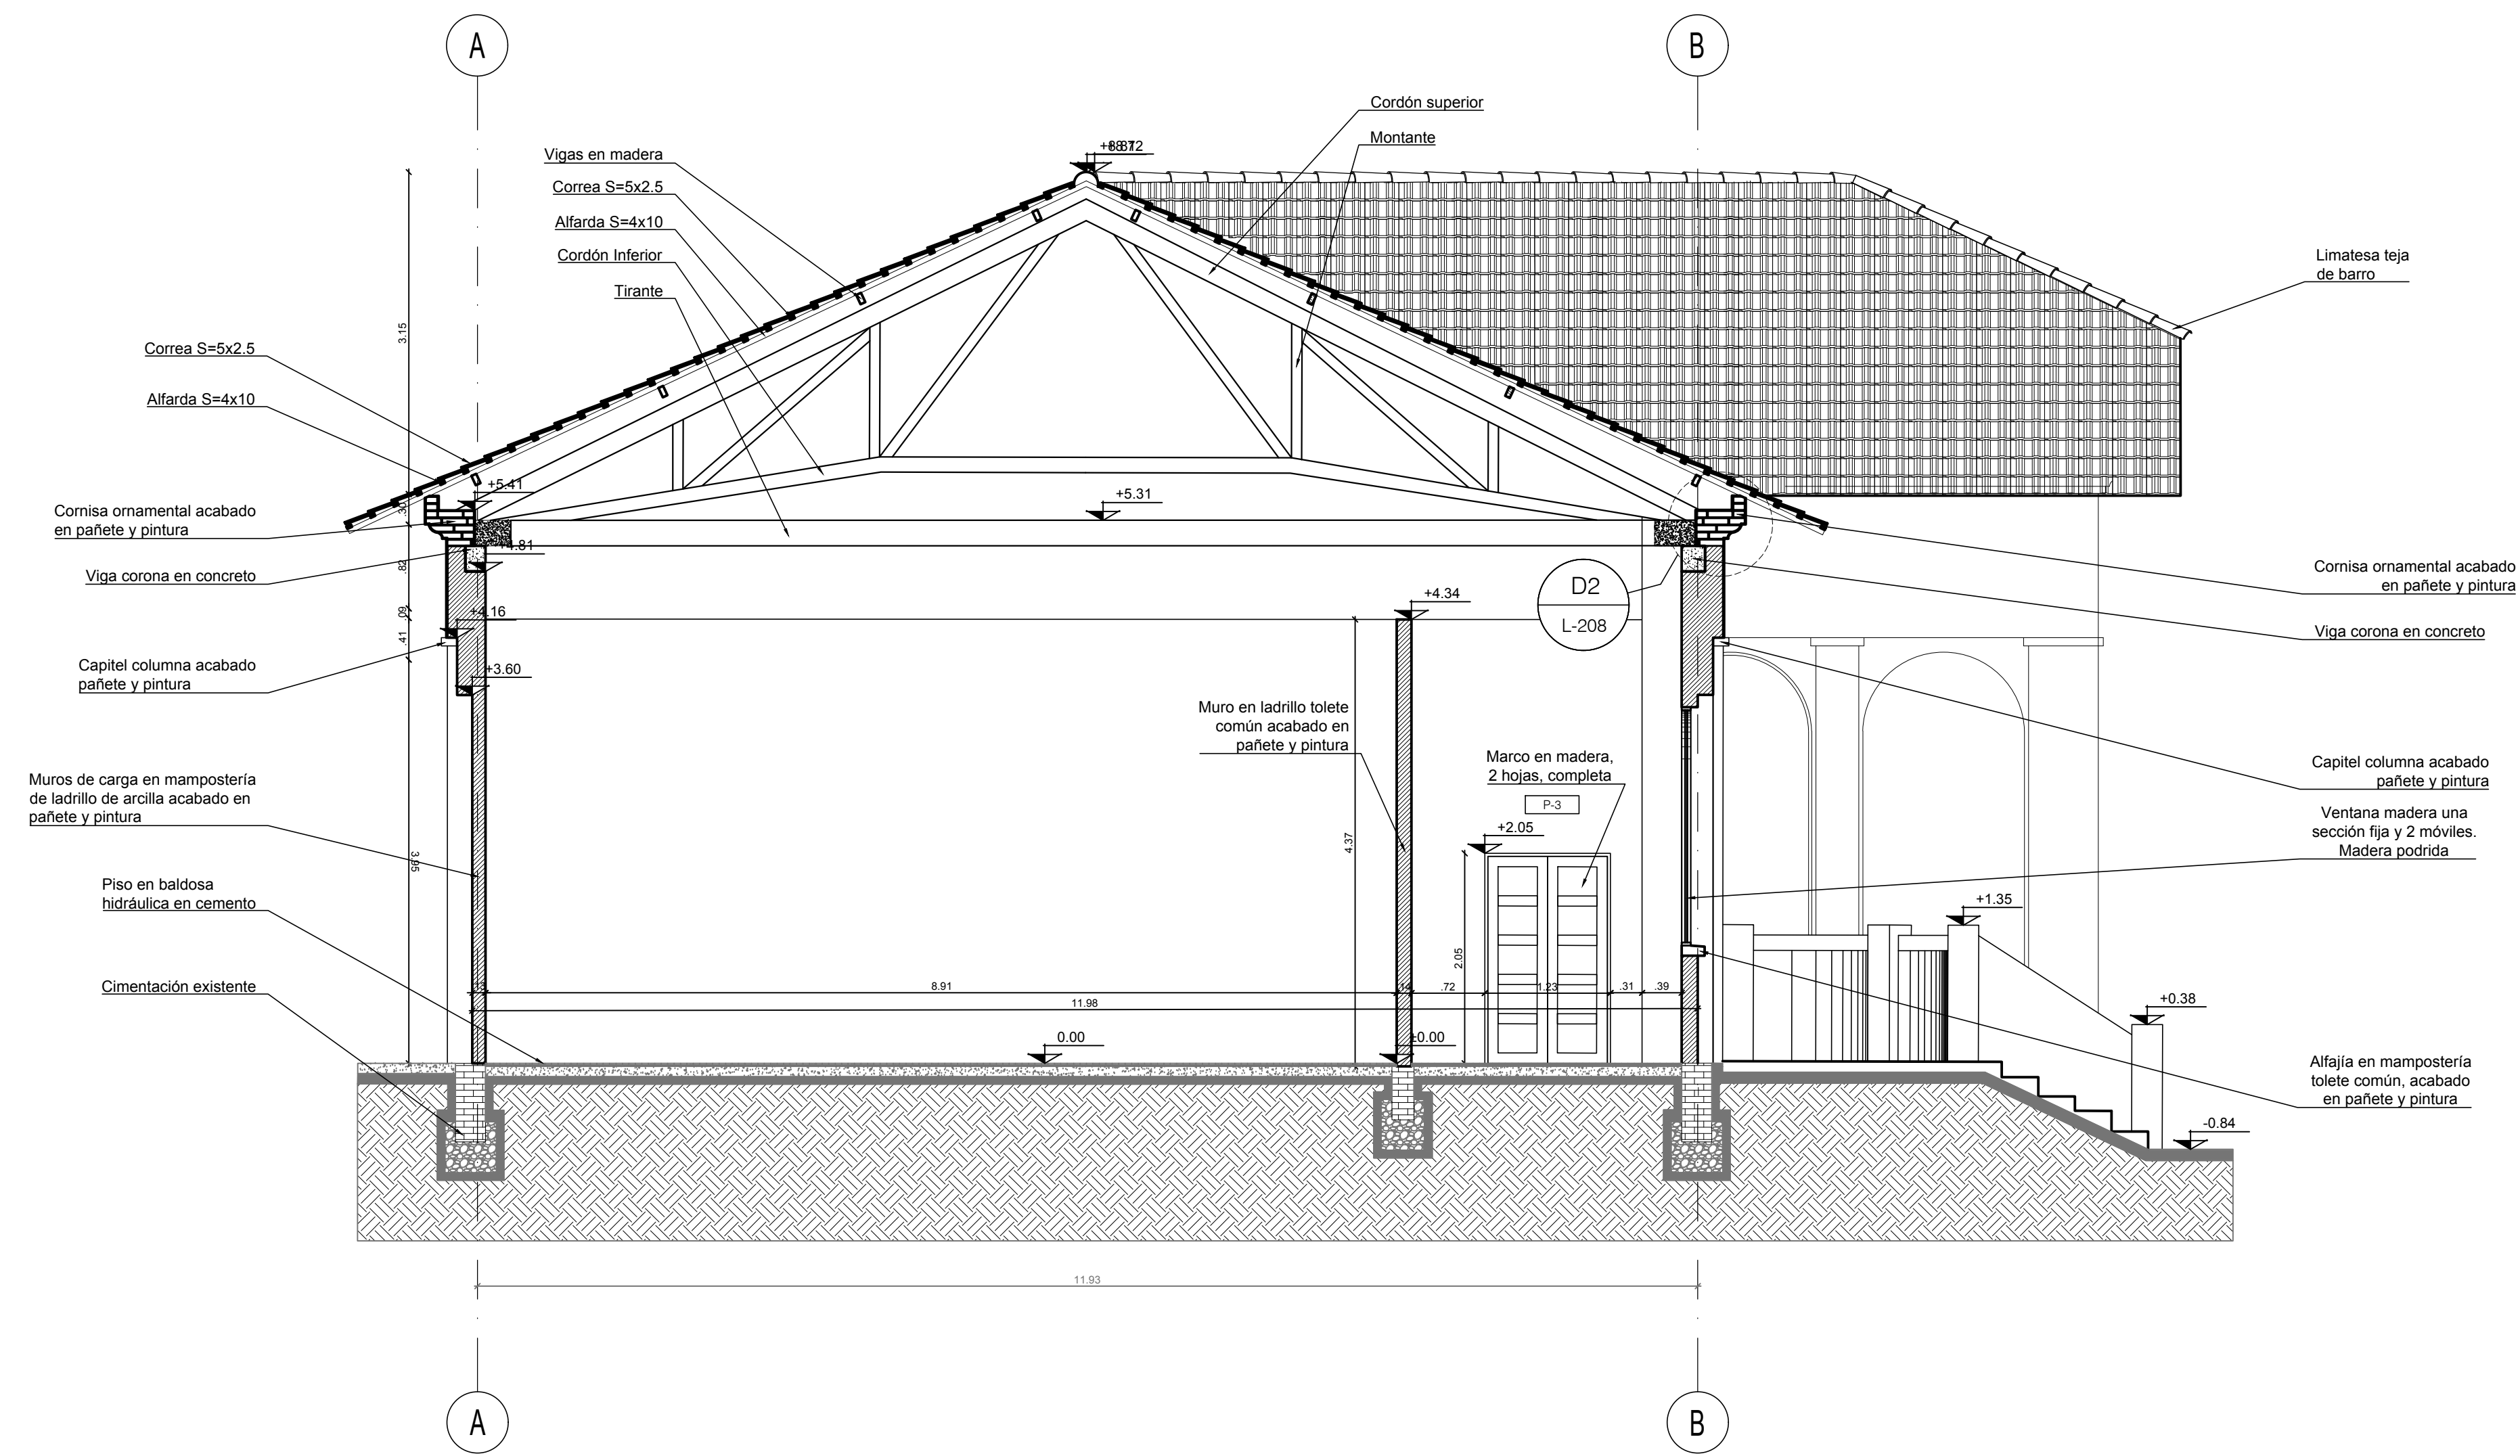 A
B
Cordón superior
Montante
Vigas en madera
Correa S=5x2.5
Alfarda S=4x10
Cordón Inferior
Tirante
Limatesa teja
de barro
3.15
Correa S=5x2.5
Alfarda S=4x10
+5.41
+5.31
.30
Cornisa ornamental acabado
en pañete y pintura
+4.81
.82
Viga corona en concreto
D2
L-208
Cornisa ornamental acabado
en pañete y pintura
+4.34
+4.16
.09
.41
Viga corona en concreto
Capitel columna acabado
pañete y pintura
+3.60
Muro en ladrillo tolete
común acabado en
pañete y pintura
Marco en madera,
2 hojas, completa
P-3
Capitel columna acabado
pañete y pintura
Muros de carga en mampostería
de ladrillo de arcilla acabado en
pañete y pintura
Ventana madera una
sección fija y 2 móviles.
Madera podrida
+2.05
4.37
3.95
Piso en baldosa
hidráulica en cemento
+1.35
2.05
Cimentación existente
.13
8.91
.14
.72
1.23
.31
.39
11.98
+0.38
0.00
±0.00
Alfajía en mampostería
tolete común, acabado
en pañete y pintura
-0.84
11.93
A
B